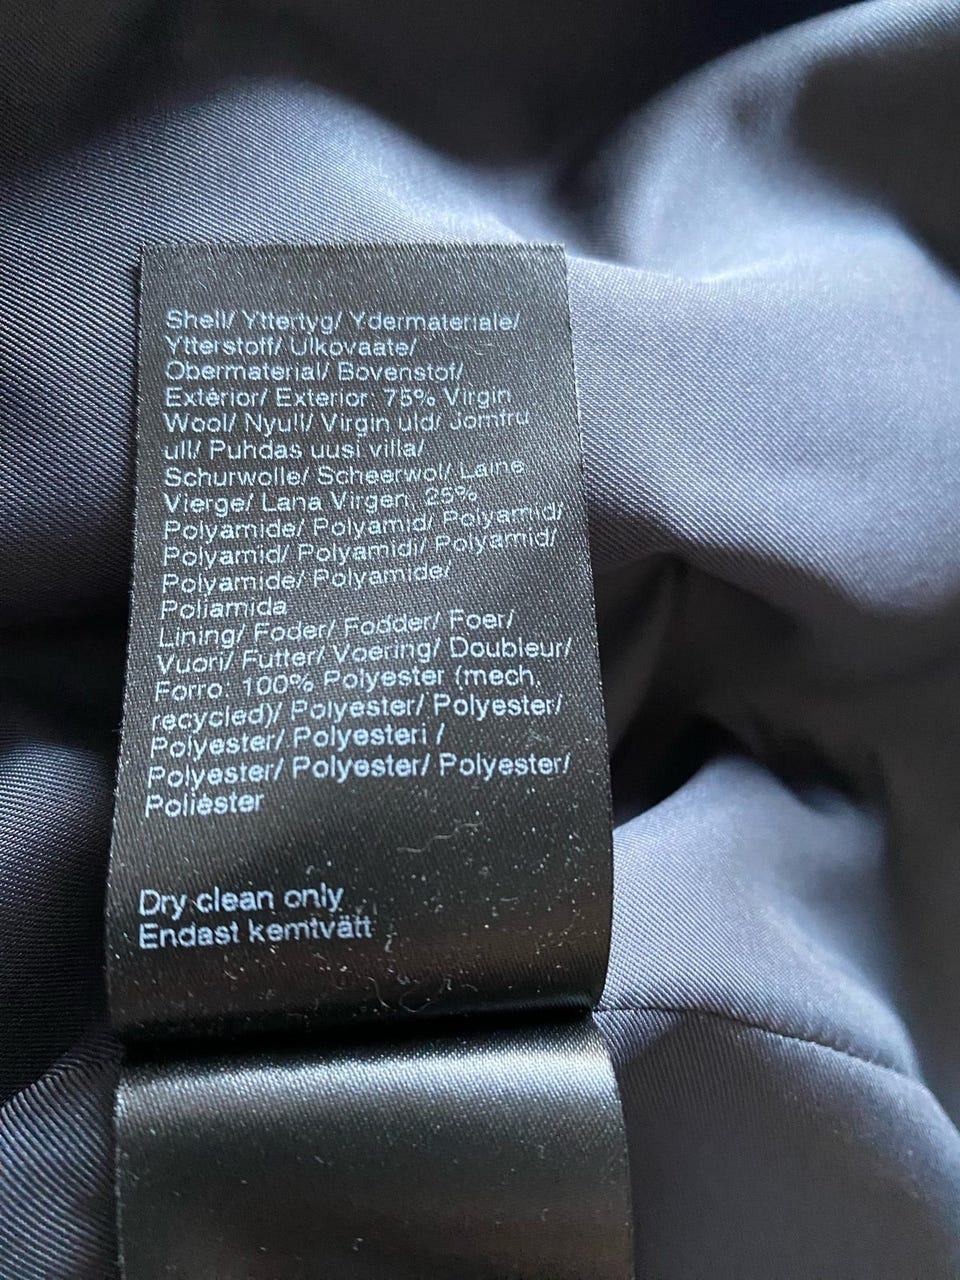 Shell/ Yttertyg/ Ydermateriale/
Ytterstoff/ Ulkovaate/
Obermaterial/ Bovenstof/
Extérior/ Exterior: 75% Virgin
Wool/ Nyull/ Virgin uld/ Jomfru
ull/ Puhdas uusi villa/
Schurwolle/ Scheerwol/ Laine
Vierge/ Lana Virgen, 25%
Polyamide/ Polyamid/ Polyamid/
Polyamid/ Polyamidi/ Polyamid/
Polyamide/ Polyamide/
Poliamida
Lining/ Foder/ Fodder/ Foer/
Vuori/ Futter/ Voering/ Doubleur/
Forro: 100% Polyester (mech.
recycled)/ Polyester/ Polyester/
Polyester/ Polyesteri /
Polyester/ Polyester/ Polyester/
Poliéster
Dry clean only
Endast kemtvätt